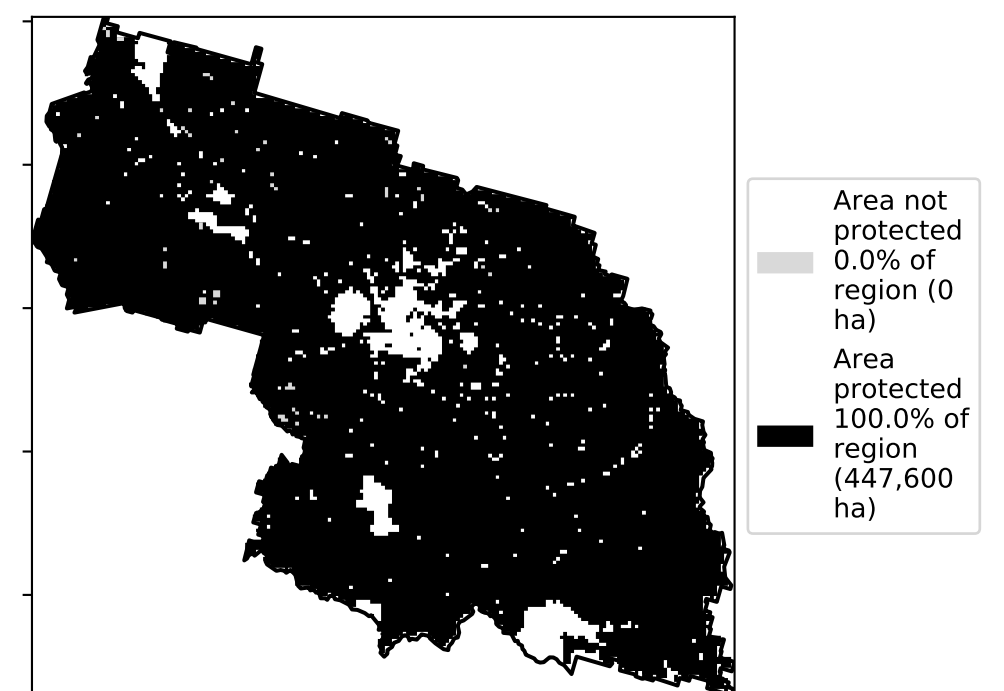 Area not
protected
0.0% of
region (0
ha)
Area
protected
100.0% of
region
(447,600
ha)